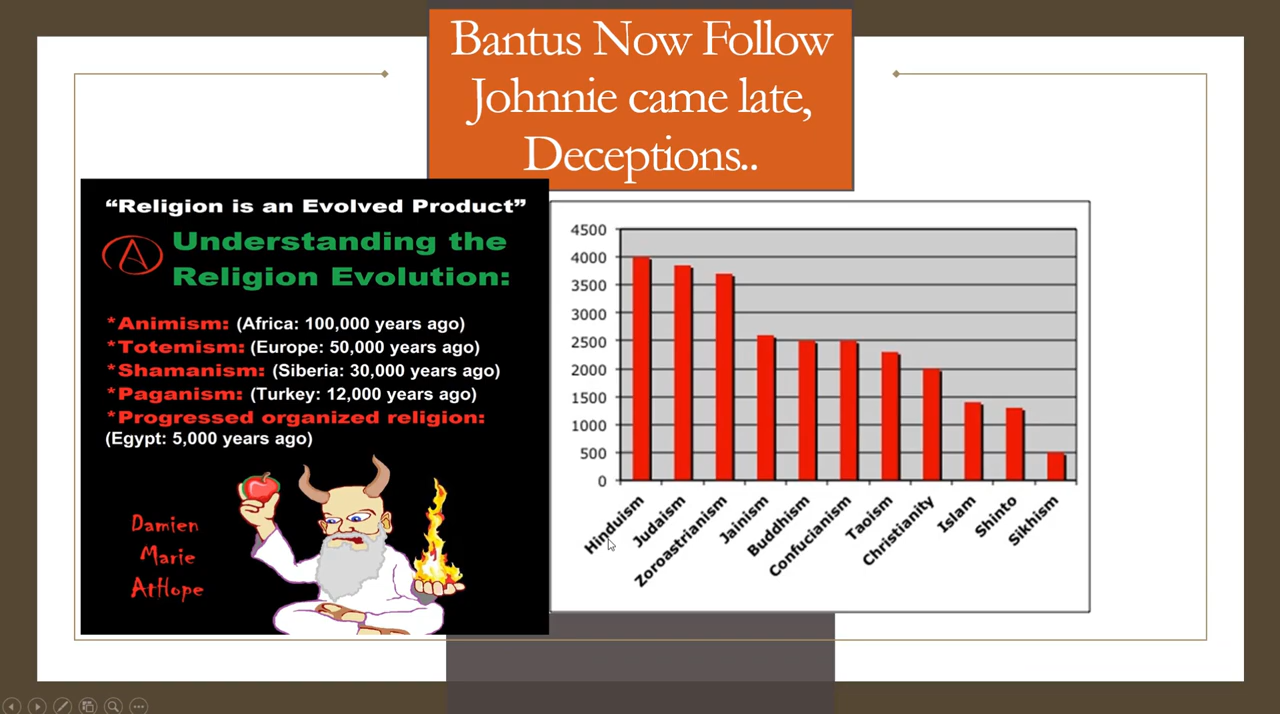 Bantus Now Follow
Johnnie came late,
Deceptions..
“Religion is an Evolved Product”
Understanding the
Religion Evolution:
*Animism: (Africa: 100,000 years ago)
*Totemism: (Europe: 50,000 years ago)
*Shamanism: (Siberia: 30,000 years ago)
*Paganism: (Turkey: 12,000 years ago)
*Progressed organized religion:
(Egypt: 5,000 years ago)
Damien
Marie
AtHope
4500
4000
3500
3000
2500
2000
1500
1000
500
0
Hinduism
Judaism
Zoroastrianism
Jainism
Buddhism
Confucianism
Taoism
Christianity
Islam
Shinto
Sikhism